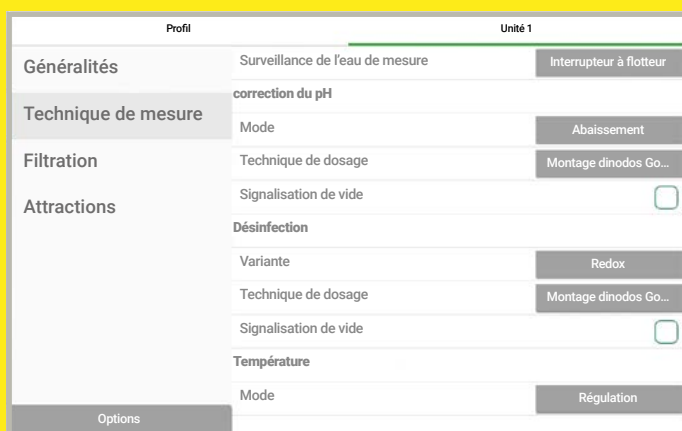 Profil
Unité 1
Généralités
Technique de mesure
Filtration
Attractions
Options
Surveillance de l'eau de mesure
Interrupteur à flotteur
correction du pH
Mode
Abaissement
Technique de dosage
Montage dinodos Go...
Signalisation de vide
Désinfection
Variante
Redox
Technique de dosage
Montage dinodos Go...
Signalisation de vide
Température
Mode
Régulation